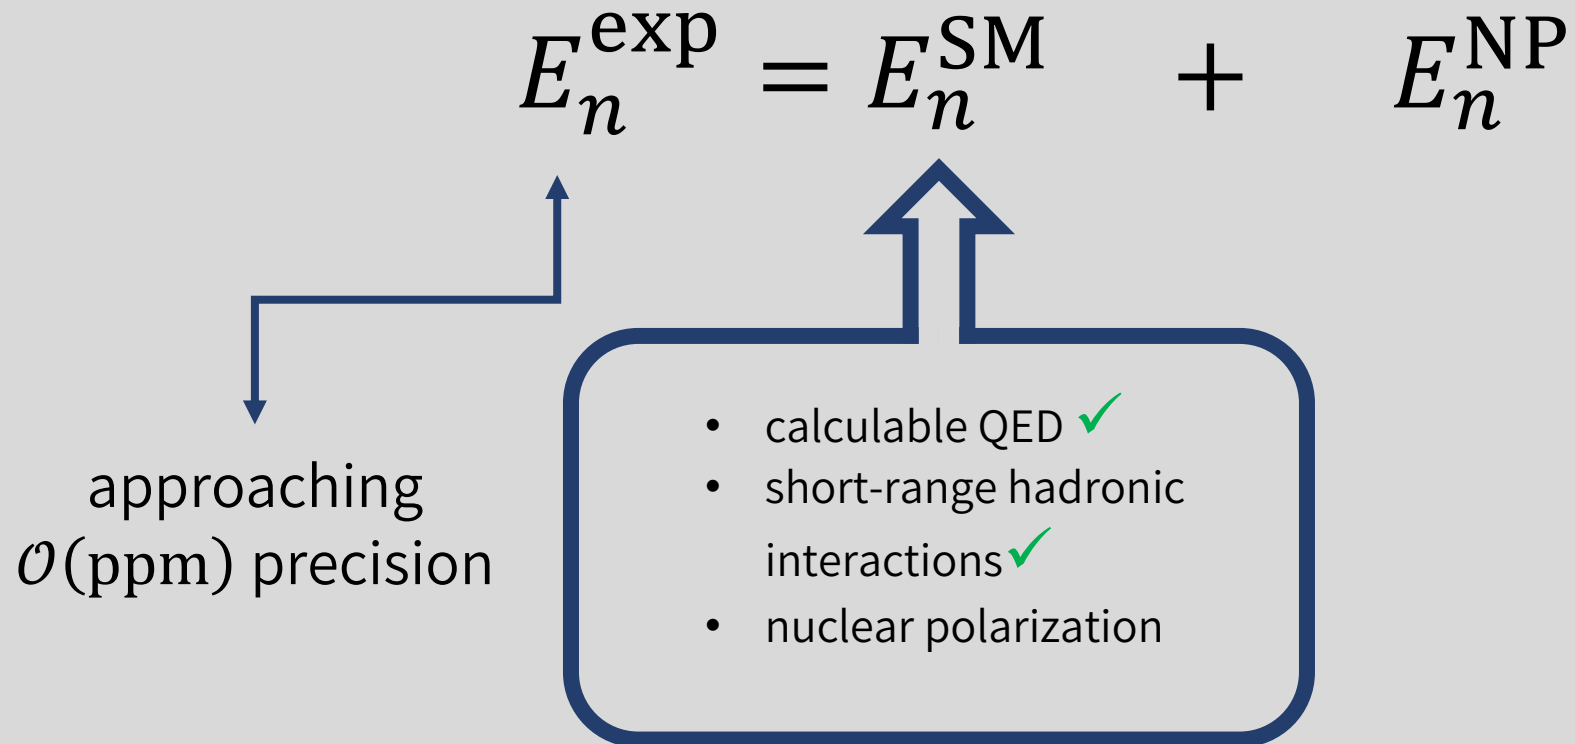 E_n^exp = E_n^SM + E_n^NP
approaching
𝒪(ppm) precision
• calculable QED ✓
• short-range hadronic
interactions ✓
• nuclear polarization